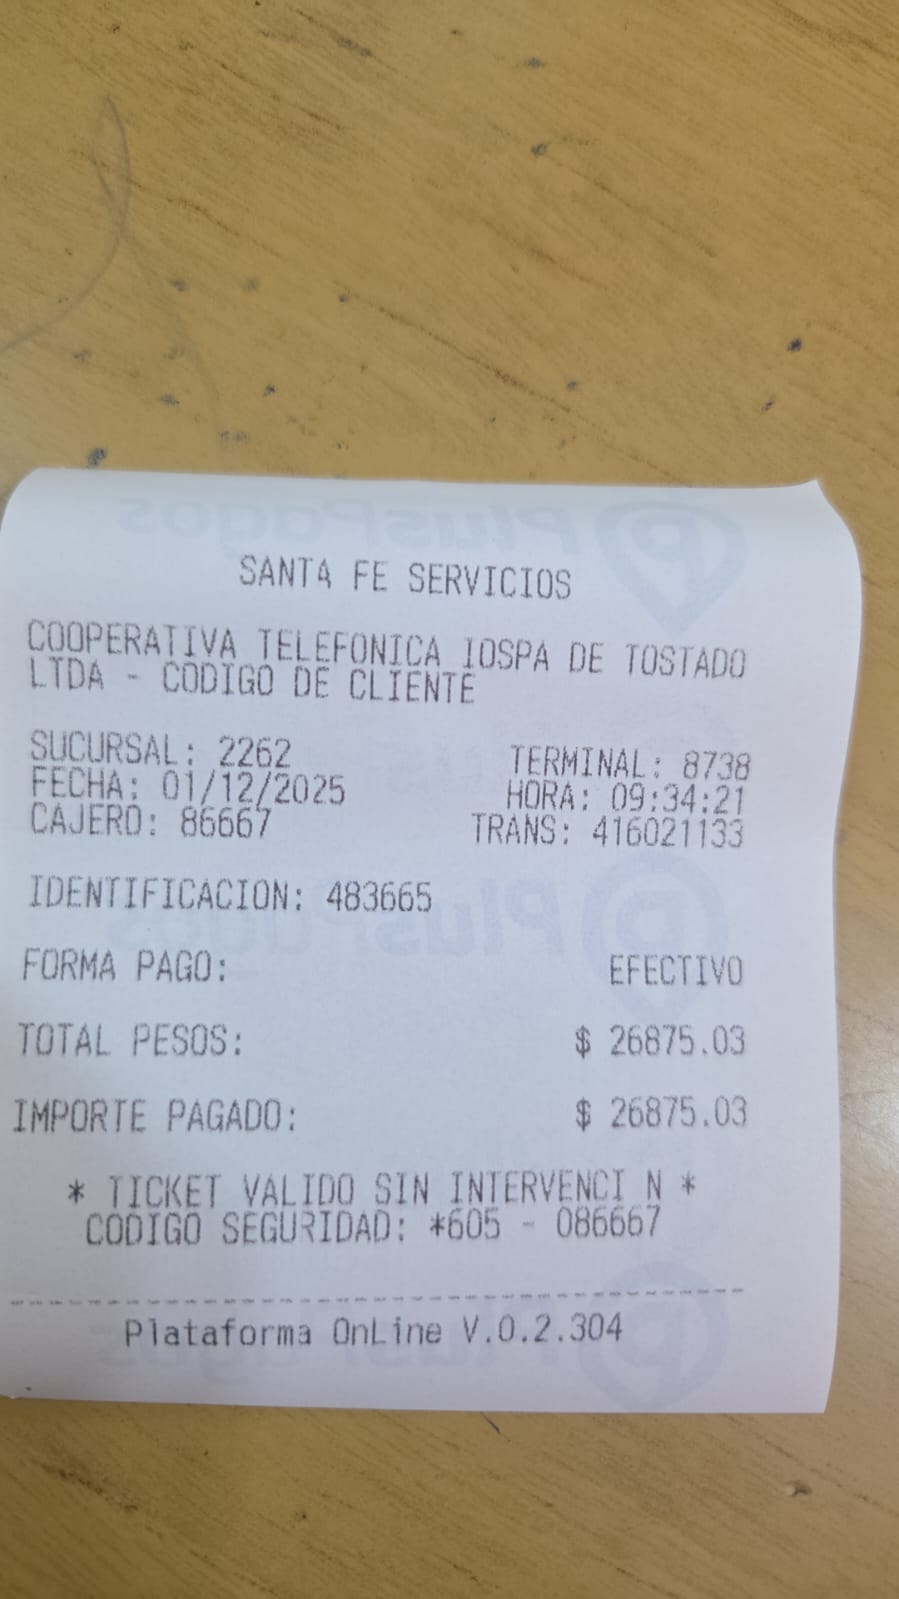 SANTA FE SERVICIOS
COOPERATIVA TELEFONICA IOSPA DE TOSTADO
LTDA - CODIGO DE CLIENTE
SUCURSAL: 2262 TERMINAL: 8738
FECHA: 01/12/2025 HORA: 09:34:21
CAJERO: 86667 TRANS: 416021133
IDENTIFICACION: 483665
FORMA PAGO: EFECTIVO
TOTAL PESOS: $ 26875.03
IMPORTE PAGADO: $ 26875.03
* TICKET VALIDO SIN INTERVENCI N *
CODIGO SEGURIDAD: *605 - 086667
Plataforma OnLine V.0.2.304